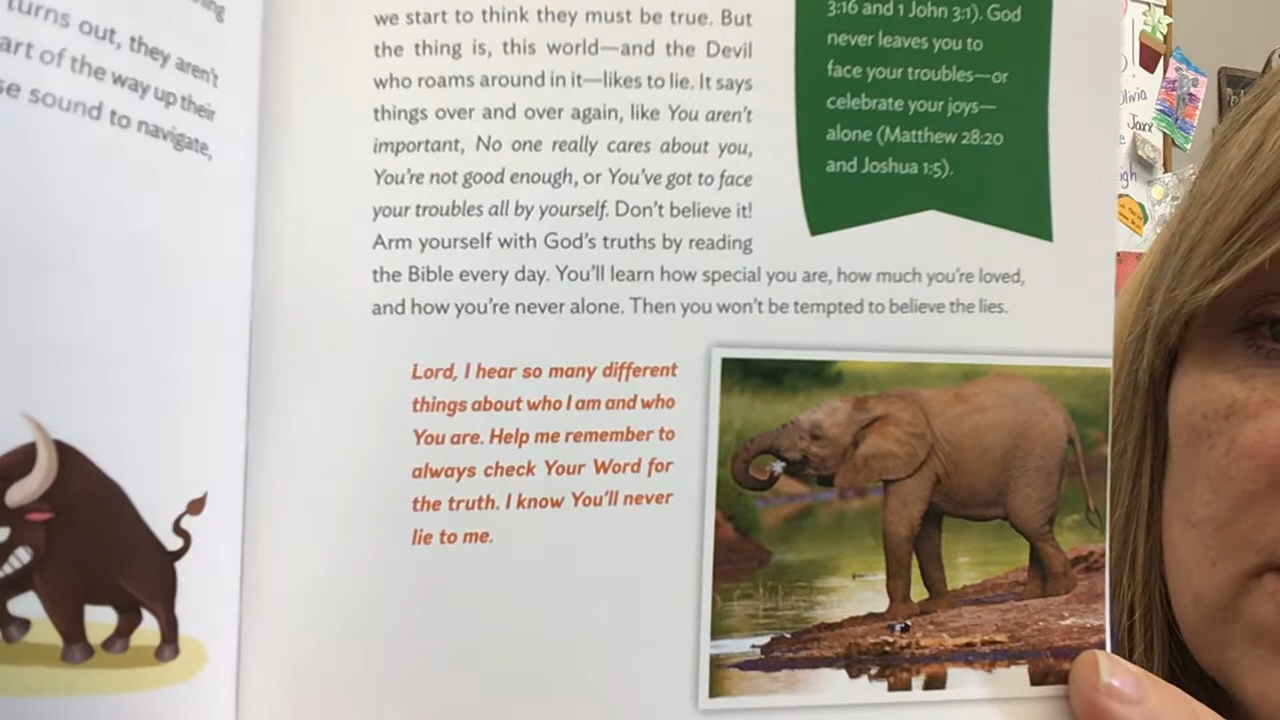 turns out, they aren't
art of the way up their
se sound to navigate,
we start to think they must be true. But
the thing is, this world—and the Devil
who roams around in it—likes to lie. It says
things over and over again, like You aren't
important, No one really cares about you,
You're not good enough, or You've got to face
your troubles all by yourself. Don't believe it!
Arm yourself with God's truths by reading
the Bible every day. You'll learn how special you are, how much you're loved,
and how you're never alone. Then you won't be tempted to believe the lies.
3:16 and 1 John 3:1). God
never leaves you to
face your troubles—or
celebrate your joys—
alone (Matthew 28:20
and Joshua 1:5).
Lord, I hear so many different
things about who I am and who
You are. Help me remember to
always check Your Word for
the truth. I know You'll never
lie to me.
Olivia
Jaxx